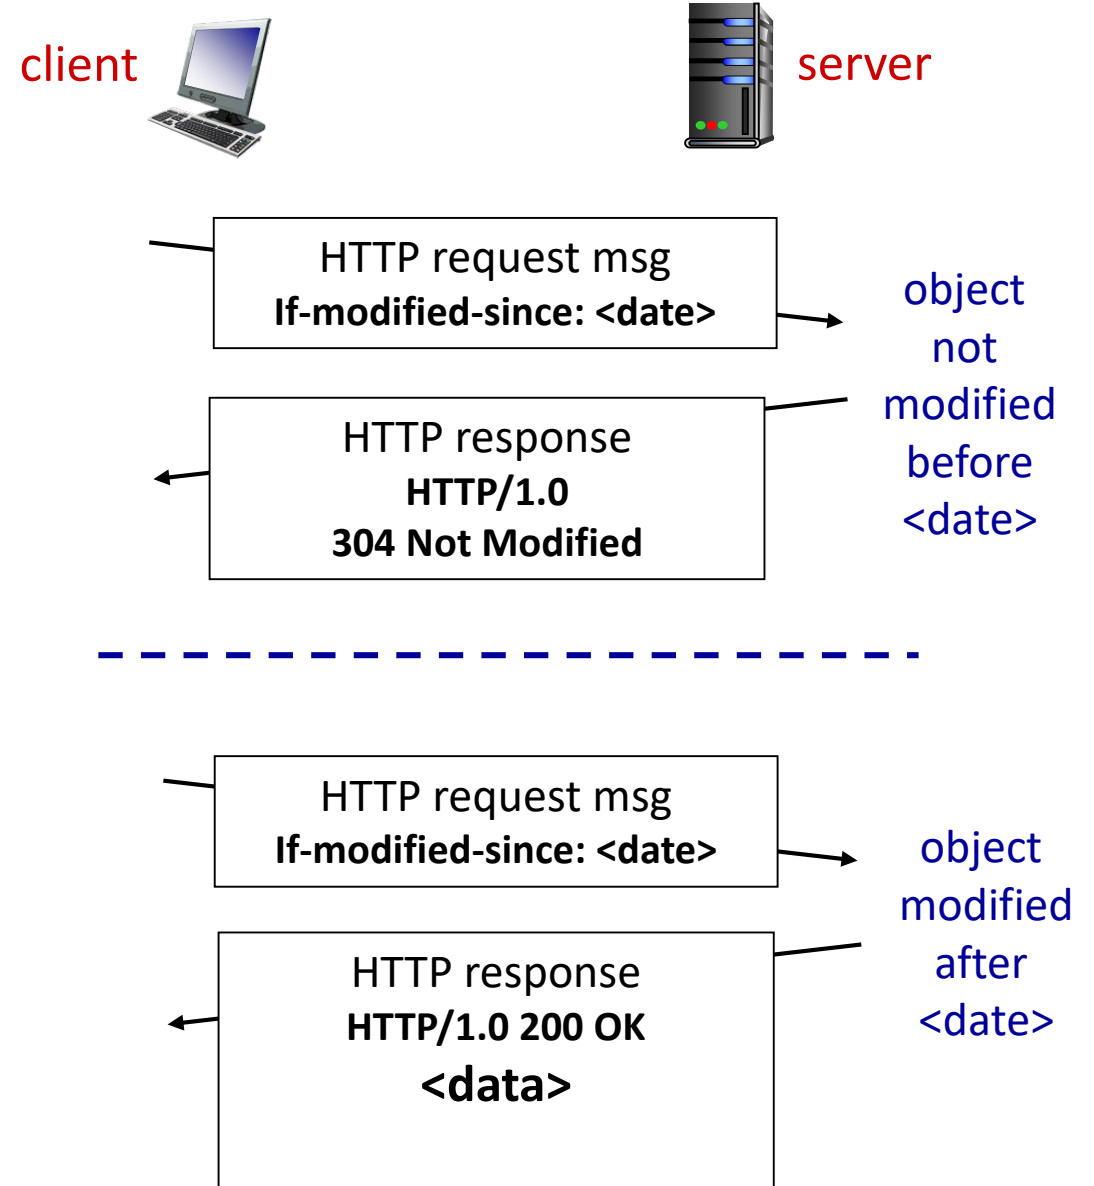 client
server
HTTP request msg
If-modified-since: <date>
object
not
modified
before
<date>
HTTP response
HTTP/1.0
304 Not Modified
HTTP request msg
If-modified-since: <date>
object
modified
after
<date>
HTTP response
HTTP/1.0 200 OK
<data>